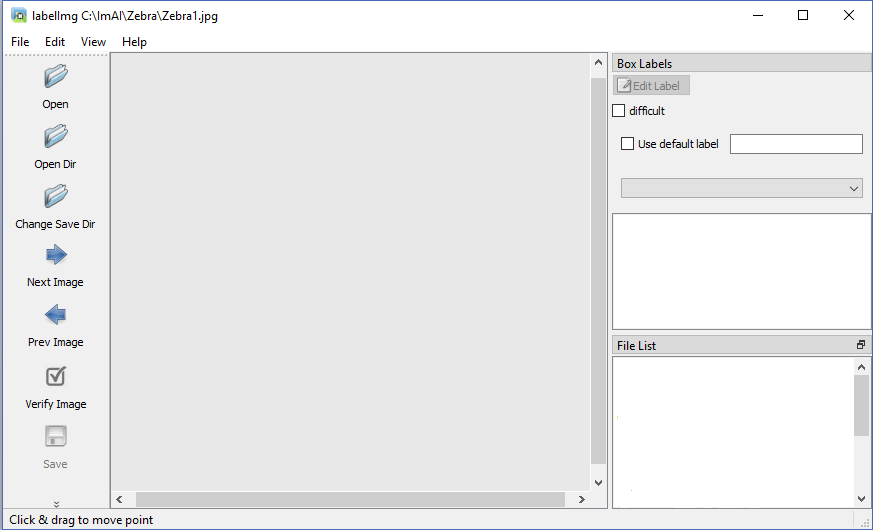 labelImg C:\ImAI\Zebra\Zebra1.jpg
File Edit View Help
Open
Open Dir
Change Save Dir
Next Image
Prev Image
Verify Image
Save
Box Labels
Edit Label
difficult
Use default label
File List
Click & drag to move point